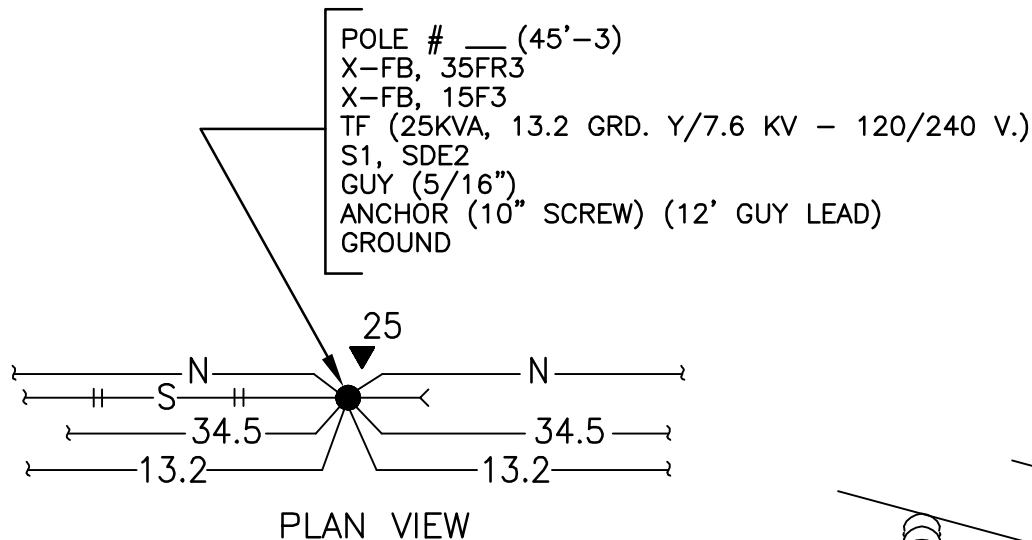 POLE # ___ (45'-3)
X-FB, 35FR3
X-FB, 15F3
TF (25KVA, 13.2 GRD. Y/7.6 KV - 120/240 V.)
S1, SDE2
GUY (5/16")
ANCHOR (10" SCREW) (12' GUY LEAD)
GROUND
25
N N
S
34.5 34.5
13.2 13.2
PLAN VIEW